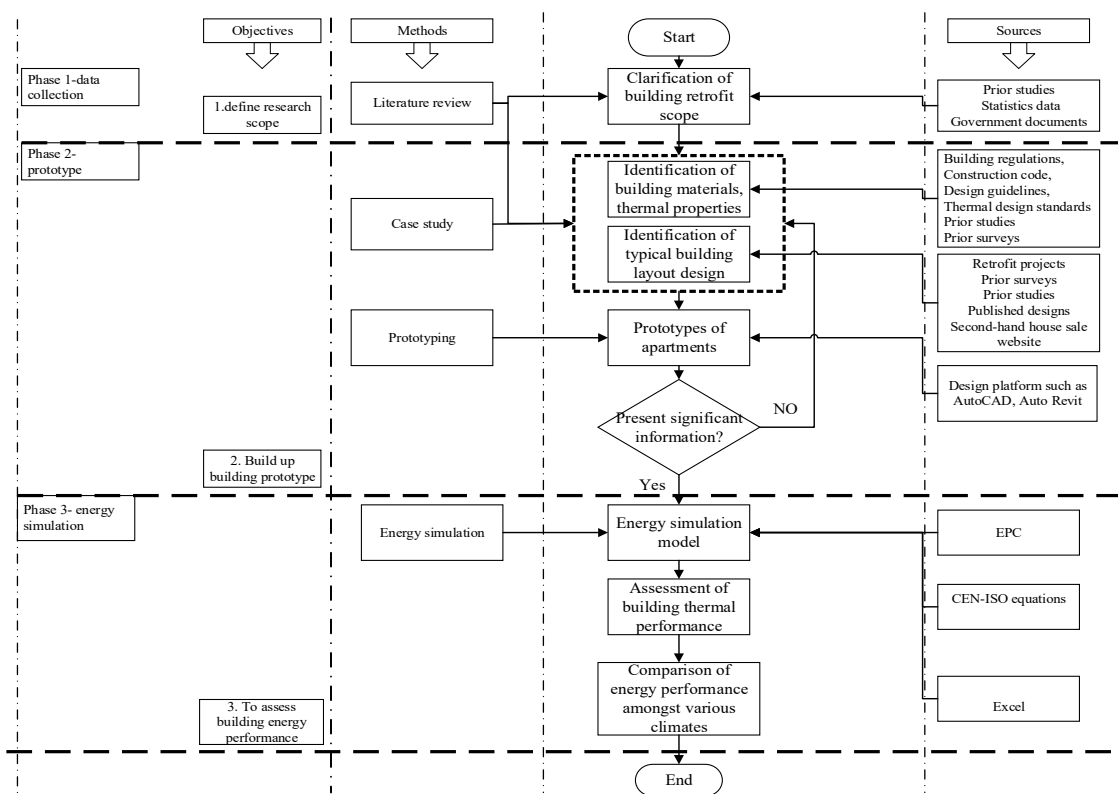 Objectives
Methods
Start
Sources
Phase 1-data
collection
1.define research
scope
Literature review
Clarification of
building retrofit
scope
Prior studies
Statistics data
Government documents
Phase 2-
prototype
Case study
Identification of
building materials,
thermal properties
Identification of
typical building
layout design
Building regulations,
Construction code,
Design guidelines,
Thermal design standards
Prior studies
Prior surveys
Retrofit projects
Prior surveys
Prior studies
Published designs
Second-hand house sale
website
Prototyping
Prototypes of
apartments
Design platform such as
AutoCAD, Auto Revit
Present significant
information?
NO
Yes
2. Build up
building prototype
Phase 3- energy
simulation
Energy simulation
Energy simulation
model
EPC
Assessment of
building thermal
performance
CEN-ISO equations
Comparison of
energy performance
amongst various
climates
Excel
3. To assess
building energy
performance
End